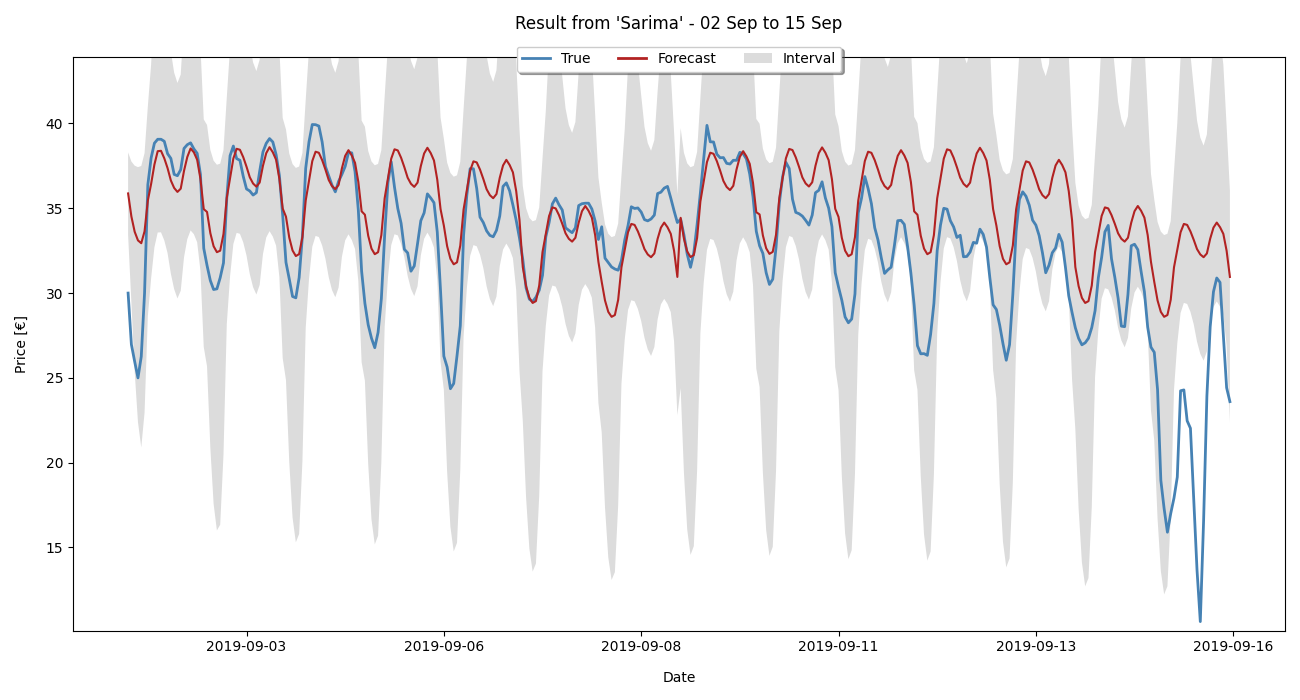 Result from 'Sarima' - 02 Sep to 15 Sep
True Forecast Interval
40
35
30
25
20
15
Price [€]
2019-09-03 2019-09-06 2019-09-08 2019-09-11 2019-09-13 2019-09-16
Date